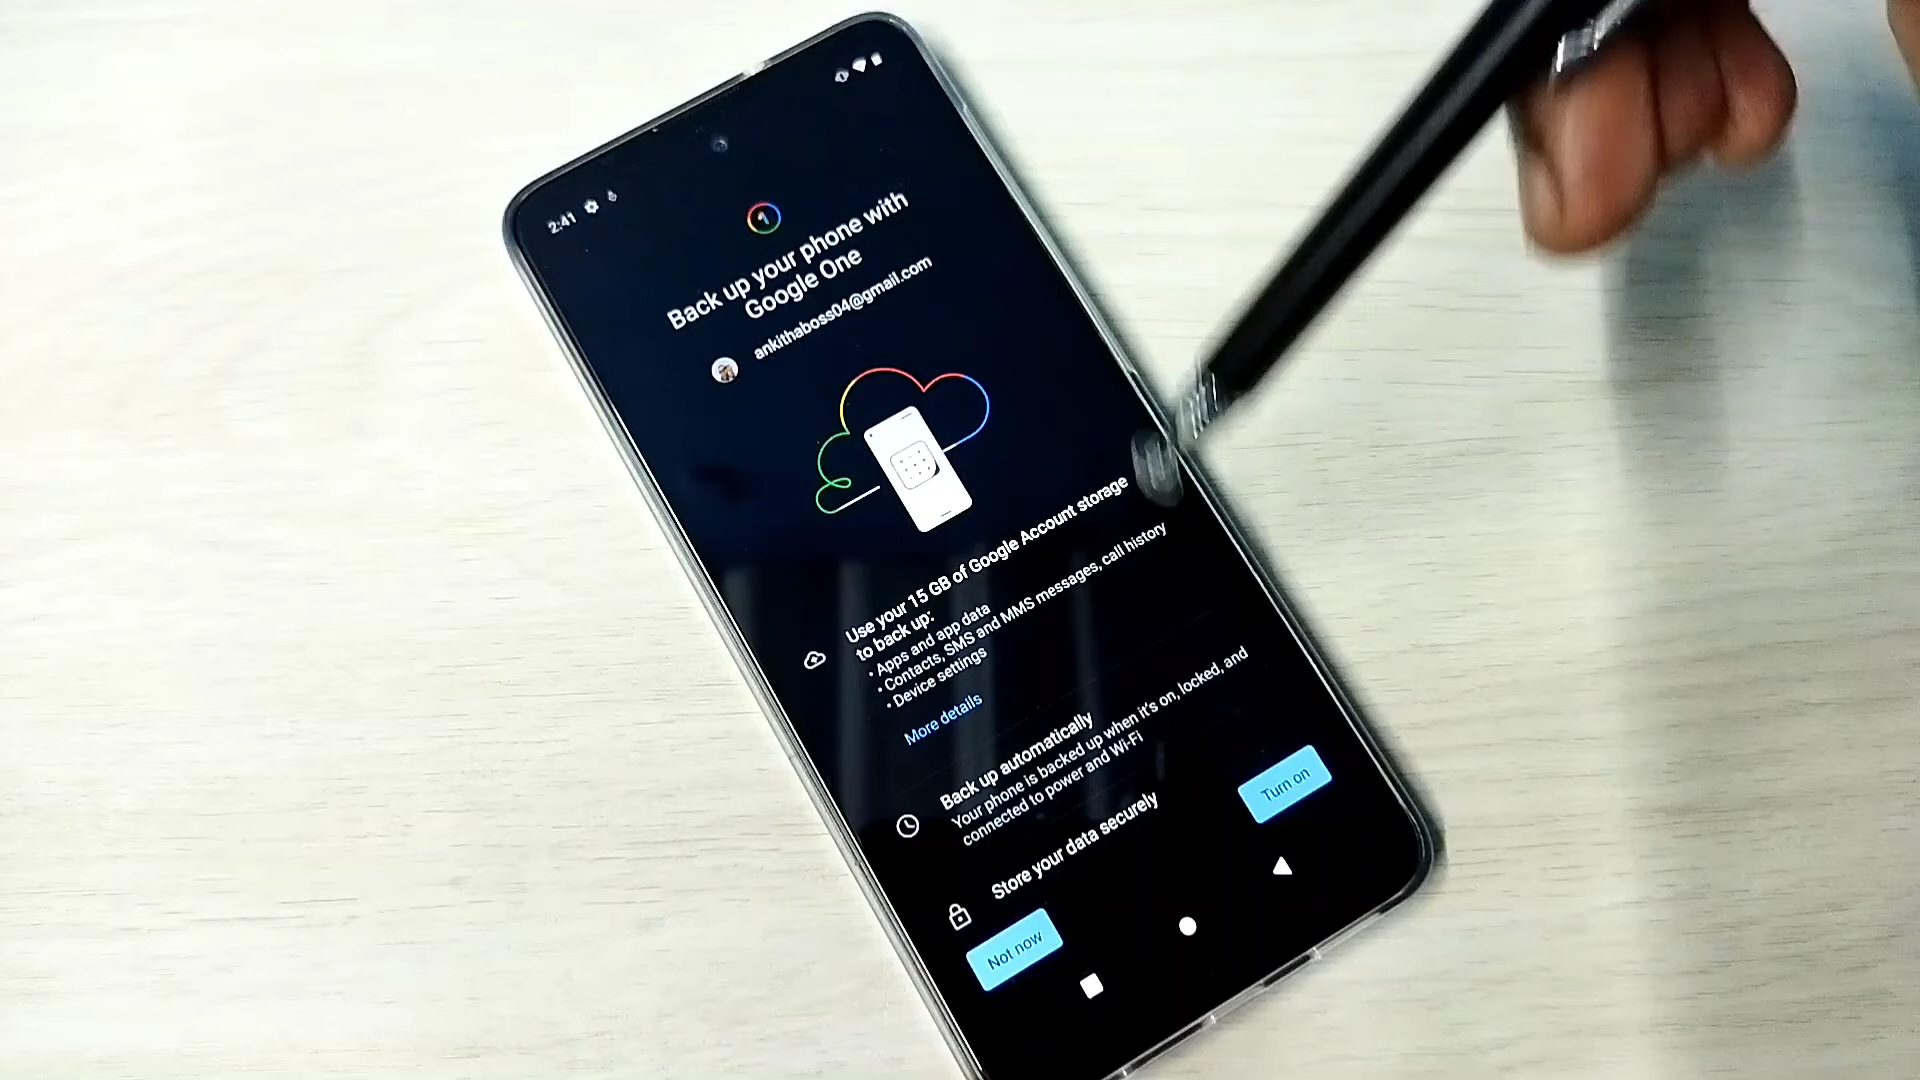 2:41
Back up your phone with
Google One
ankithaboss04@gmail.com
Use your 15 GB of Google Account storage
to back up:
• Apps and app data
• Contacts, SMS and MMS messages, call history
• Device settings
More details
Back up automatically
Your phone is backed up when it's on, locked, and
connected to power and Wi-Fi
Store your data securely
Not now
Turn on